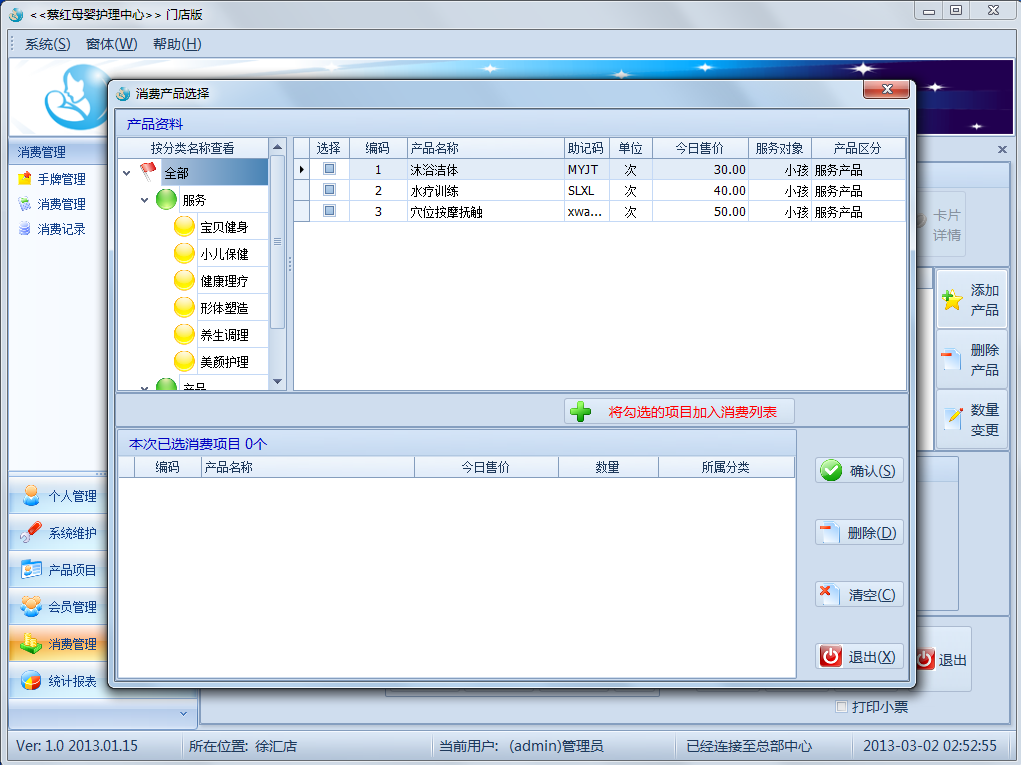 <<蔡红母婴护理中心>> 门店版
系统(S) 窗体(W) 帮助(H)
消费产品选择
消费管理
手牌管理
消费管理
消费记录
产品资料
按分类名称查看
全部
服务
宝贝健身
小儿保健
健康理疗
形体塑造
养生调理
美颜护理
产品
选择 编码 产品名称 助记码 单位 今日售价 服务对象 产品区分
1 沐浴洁体 MYJT 次 30.00 小孩 服务产品
2 水疗训练 SLXL 次 40.00 小孩 服务产品
3 穴位按摩抚触 xwa... 次 50.00 小孩 服务产品
将勾选的项目加入消费列表
本次已选消费项目 0个
编码 产品名称 今日售价 数量 所属分类
确认(S)
删除(D)
清空(C)
退出(X)
卡片
详情
添加
产品
删除
产品
数量
变更
退出
打印小票
个人管理
系统维护
产品项目
会员管理
消费管理
统计报表
Ver: 1.0 2013.01.15 所在位置: 徐汇店 当前用户: (admin)管理员 已经连接至总部中心 2013-03-02 02:52:55